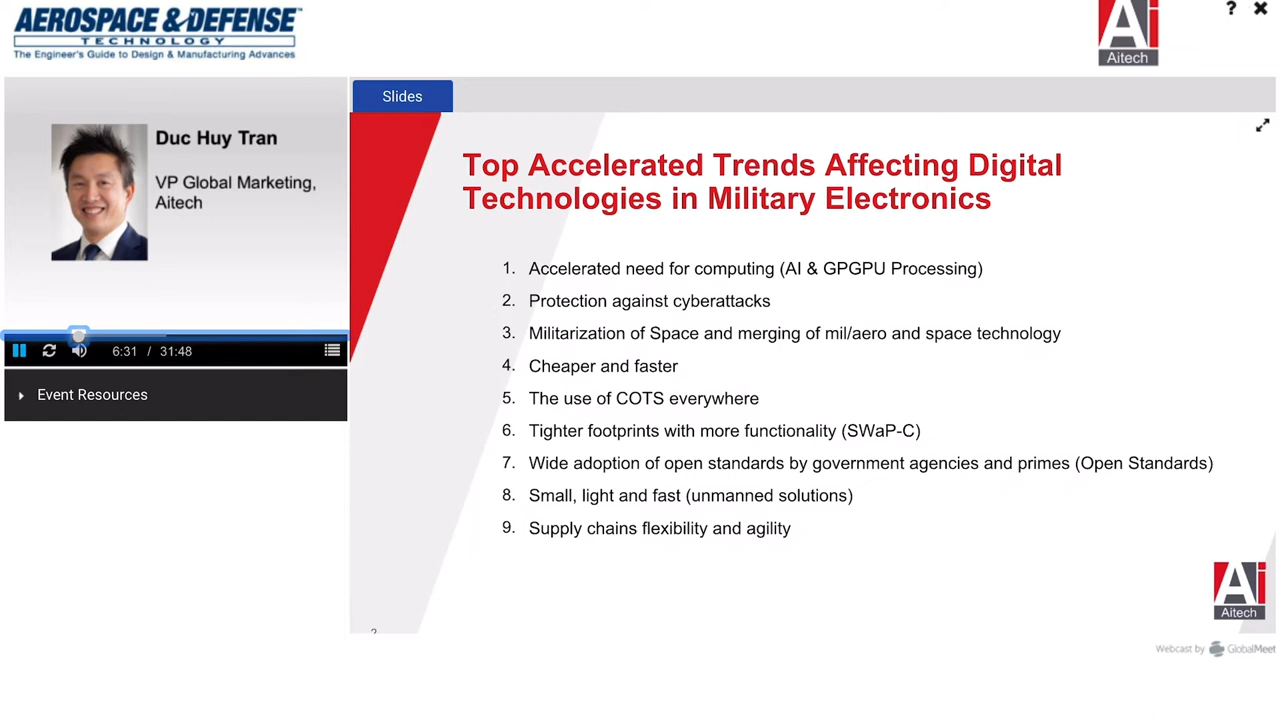 AEROSPACE & DEFENSE™
TECHNOLOGY
The Engineer's Guide to Design & Manufacturing Advances
Ai
Aitech
?
Duc Huy Tran
VP Global Marketing,
Aitech
6:31 / 31:48
Event Resources
Slides
Top Accelerated Trends Affecting Digital
Technologies in Military Electronics
1. Accelerated need for computing (AI & GPGPU Processing)
2. Protection against cyberattacks
3. Militarization of Space and merging of mil/aero and space technology
4. Cheaper and faster
5. The use of COTS everywhere
6. Tighter footprints with more functionality (SWaP-C)
7. Wide adoption of open standards by government agencies and primes (Open Standards)
8. Small, light and fast (unmanned solutions)
9. Supply chains flexibility and agility
Ai
Aitech
2
Webcast by GlobalMeet